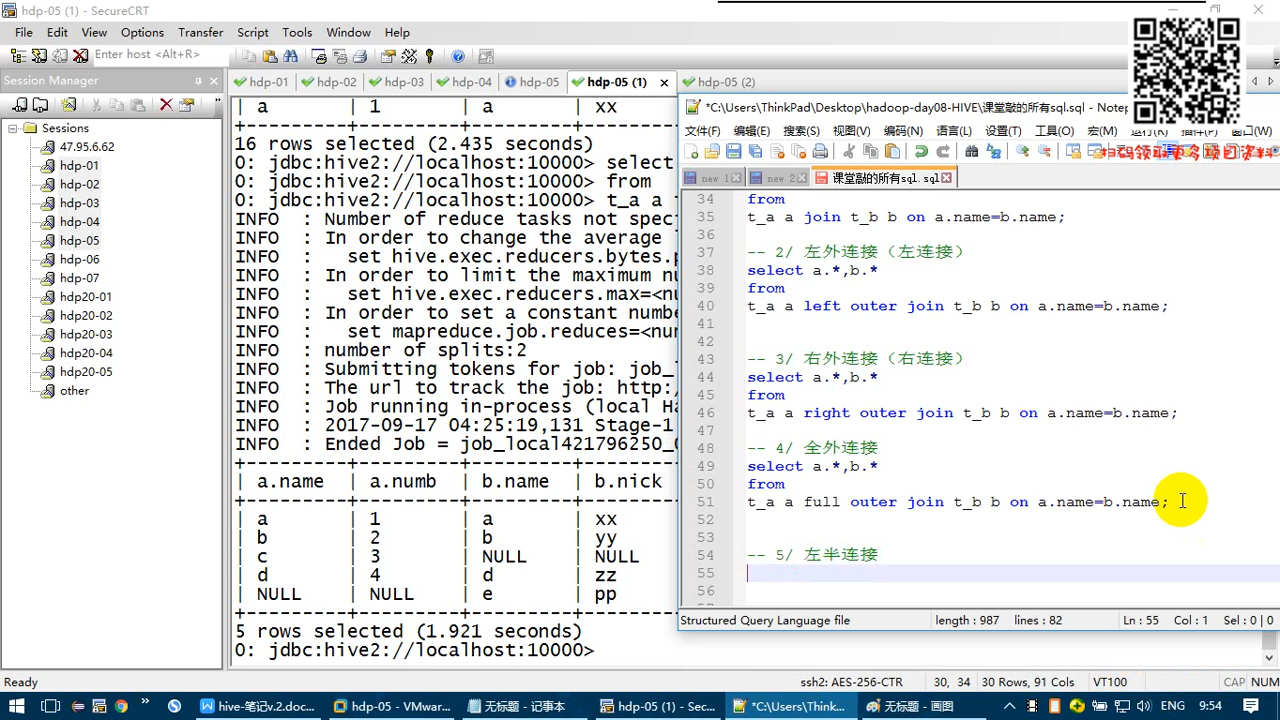 hdp-05 (1) - SecureCRT
File Edit View Options Transfer Script Tools Window Help
Enter host <Alt+R>
Session Manager
Sessions
47.95.6.62
hdp-01
hdp-02
hdp-03
hdp-04
hdp-05
hdp-06
hdp-07
hdp20-01
hdp20-02
hdp20-03
hdp20-04
hdp20-05
other
hdp-01 hdp-02 hdp-03 hdp-04 hdp-05 hdp-05 (1) hdp-05 (2)
| a | 1 | a | xx
16 rows selected (2.435 seconds)
0: jdbc:hive2://localhost:10000> select
0: jdbc:hive2://localhost:10000> from
0: jdbc:hive2://localhost:10000> t_a a
INFO : Number of reduce tasks not spec
INFO : In order to change the average
INFO : set hive.exec.reducers.bytes.p
INFO : In order to limit the maximum nu
INFO : set hive.exec.reducers.max=<nu
INFO : In order to set a constant numbe
INFO : set mapreduce.job.reduces=<nu
INFO : number of splits:2
INFO : Submitting tokens for job: job_
INFO : The url to track the job: http:/
INFO : Job running in-process (local Ha
INFO : 2017-09-17 04:25:19,131 Stage-1
INFO : Ended Job = job_local421796250_0
| a.name | a.numb | b.name | b.nick
| a | 1 | a | xx
| b | 2 | b | yy
| c | 3 | NULL | NULL
| d | 4 | d | zz
| NULL | NULL | e | pp
5 rows selected (1.921 seconds)
0: jdbc:hive2://localhost:10000>
*C:\Users\ThinkPad\Desktop\hadoop-day08-HIVE\课堂敲的所有sql.sql - Notep
文件(F) 编辑(E) 搜索(S) 视图(V) 编码(N) 语言(L) 设置(T) 工具(O) 宏(M) 运行(R) 插件(P) 窗口(W)
扫码领取更多项目资料
new 1 new 2 课堂敲的所有sql.sql
34 from
35 t_a a join t_b b on a.name=b.name;
36
37 -- 2/ 左外连接（左连接）
38 select a.*,b.*
39 from
40 t_a a left outer join t_b b on a.name=b.name;
41
42
43 -- 3/ 右外连接（右连接）
44 select a.*,b.*
45 from
46 t_a a right outer join t_b b on a.name=b.name;
47
48 -- 4/ 全外连接
49 select a.*,b.*
50 from
51 t_a a full outer join t_b b on a.name=b.name;
52
53
54 -- 5/ 左半连接
55
56
Structured Query Language file length : 987 lines : 82 Ln : 55 Col : 1 Sel : 0 | 0
Ready ssh2: AES-256-CTR 30, 34 30 Rows, 91 Cols VT100 CAP NUM
hive-笔记v.2.doc... hdp-05 - VMwar... 无标题 - 记事本 hdp-05 (1) - Sec... *C:\Users\Think... 无标题 - 画图 ENG 9:54